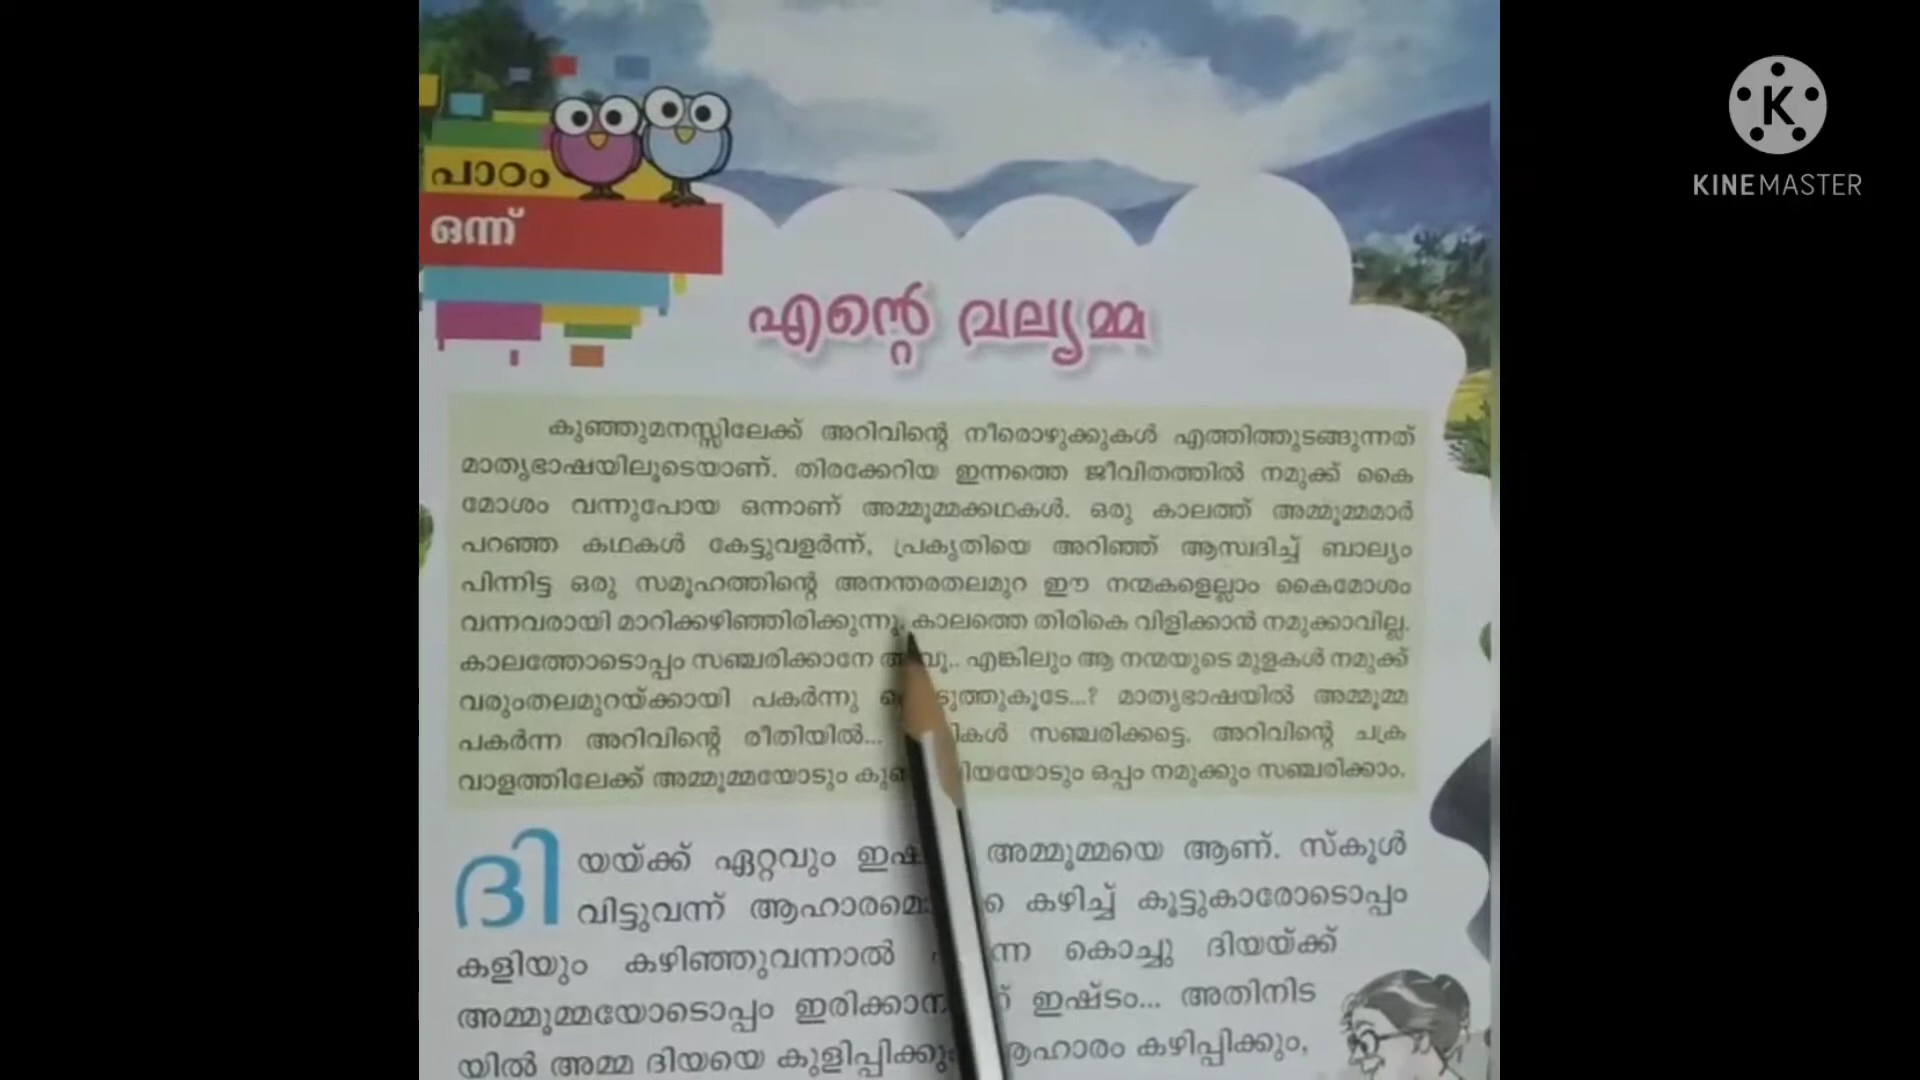 പാഠം
ഒന്ന്
എന്റെ വല്യമ്മ
കുഞ്ഞുമനസ്സിലേക്ക് അറിവിന്റെ നീരൊഴുക്കുകൾ എത്തിത്തുടങ്ങുന്നത്
മാതൃഭാഷയിലൂടെയാണ്. തിരക്കേറിയ ഇന്നത്തെ ജീവിതത്തിൽ നമുക്ക് കൈ
മോശം വന്നുപോയ ഒന്നാണ് അമ്മൂമ്മക്കഥകൾ. ഒരു കാലത്ത് അമ്മൂമ്മമാർ
പറഞ്ഞ കഥകൾ കേട്ടുവളർന്ന്, പ്രകൃതിയെ അറിഞ്ഞ് ആസ്വദിച്ച് ബാല്യം
പിന്നിട്ട ഒരു സമൂഹത്തിന്റെ അനന്തരതലമുറ ഈ നന്മകളെല്ലാം കൈമോശം
വന്നവരായി മാറിക്കഴിഞ്ഞിരിക്കുന്നു. കാലത്തെ തിരികെ വിളിക്കാൻ നമുക്കാവില്ല.
കാലത്തോടൊപ്പം സഞ്ചരിക്കാനേ എങ്കിലും ആ നന്മയുടെ മുളകൾ നമുക്ക്
വരുംതലമുറയ്ക്കായി പകർന്നു മാതൃഭാഷയിൽ അമ്മൂമ്മ
പകർന്ന അറിവിന്റെ രീതിയിൽ... സഞ്ചരിക്കട്ടെ. അറിവിന്റെ ചക്ര
വാളത്തിലേക്ക് അമ്മൂമ്മയോടും ഒപ്പം നമുക്കും സഞ്ചരിക്കാം.
ദിയയ്ക്ക് ഏറ്റവും അമ്മൂമ്മയെ ആണ്. സ്കൂൾ
വിട്ടുവന്ന് കഴിച്ച് കൂട്ടുകാരോടൊപ്പം
കളിയും കഴിഞ്ഞുവന്നാൽ കൊച്ചു ദിയയ്ക്ക്
അമ്മൂമ്മയോടൊപ്പം ഇഷ്ടം... അതിനിട
യിൽ അമ്മ ദിയയെ ആഹാരം കഴിപ്പിക്കും,
KINEMASTER